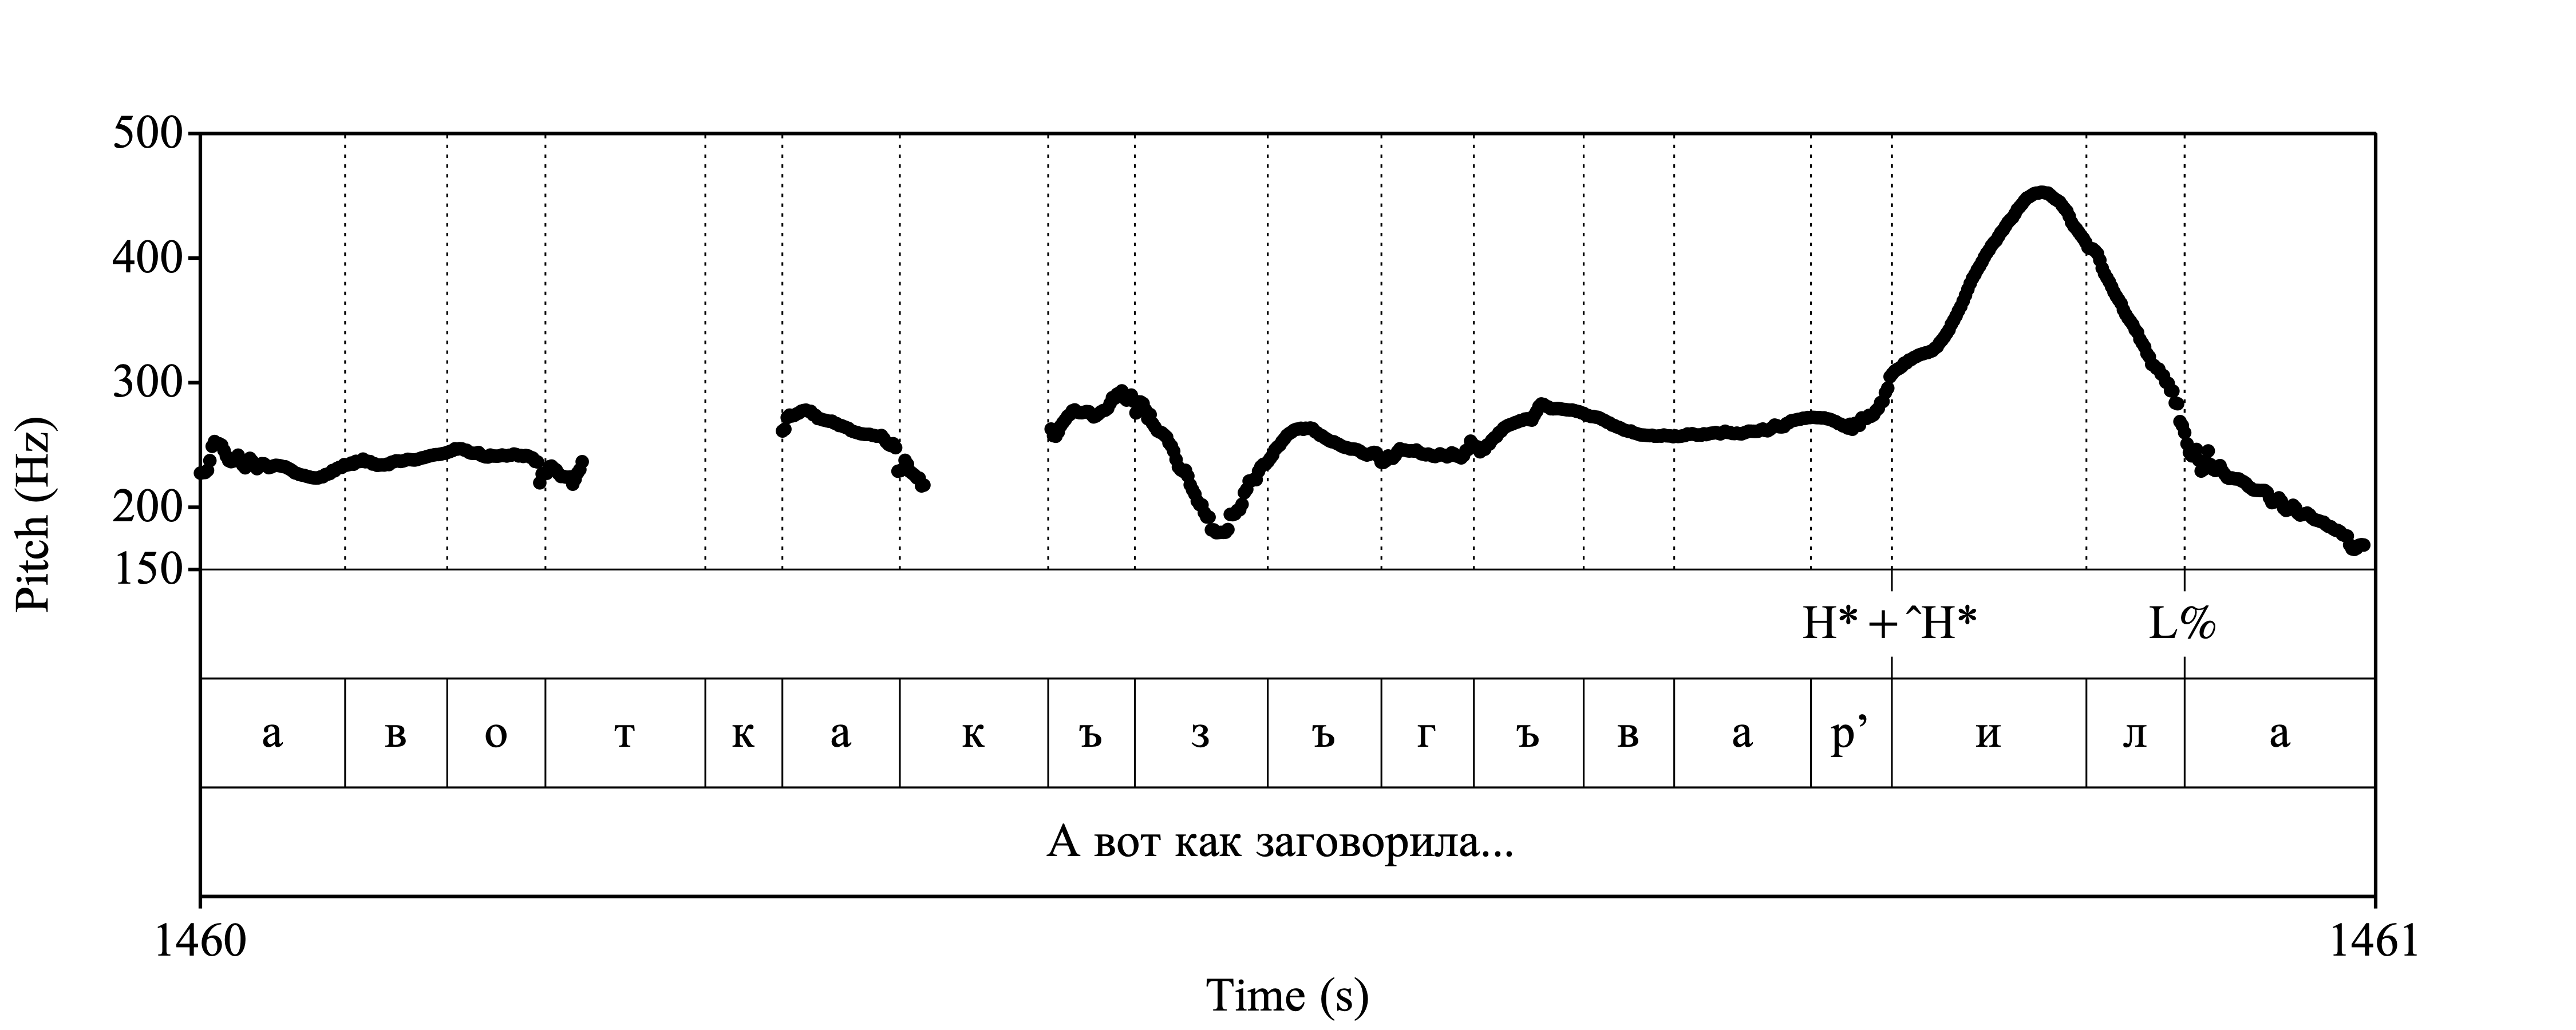 500
400
300
200
150
Pitch (Hz)
H*+ˆH* L%
а в о т к а к ъ з ъ г ъ в а р’ и л а
А вот как заговорила...
1460 1461
Time (s)